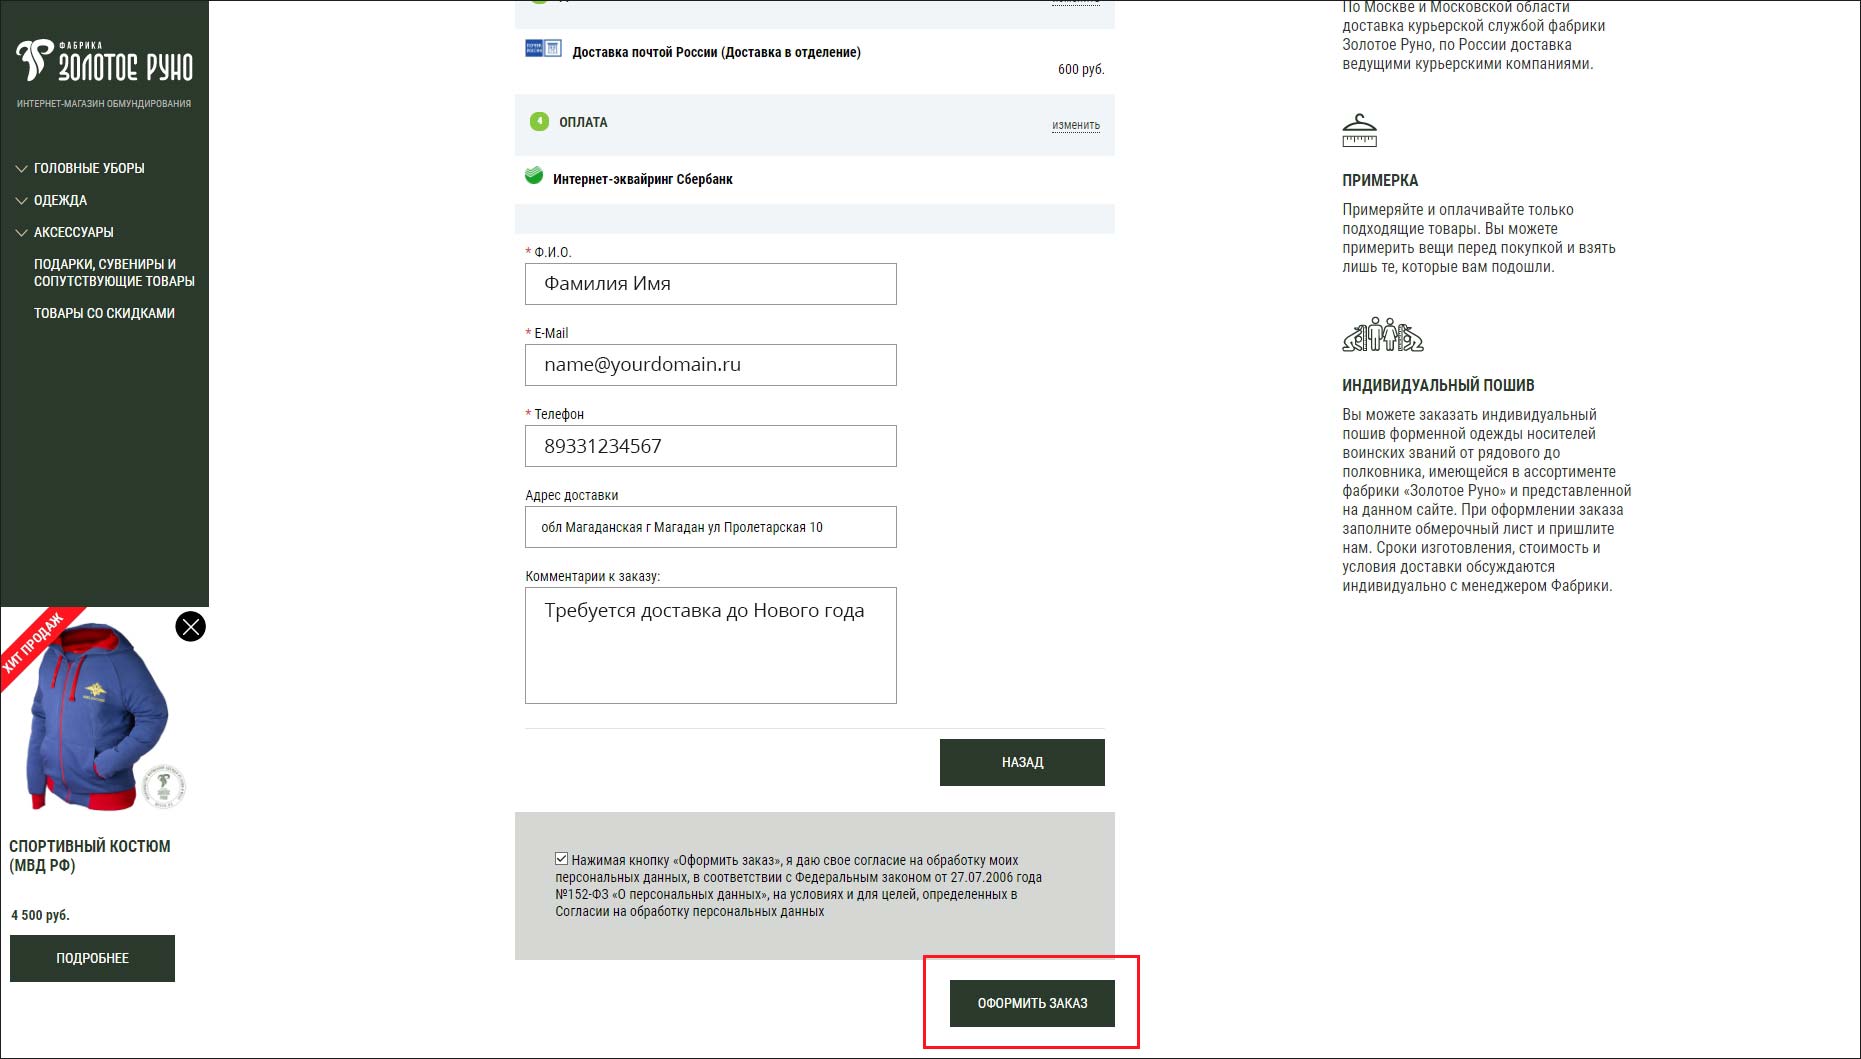 ФАБРИКА
ЗОЛОТОЕ РУНО
ИНТЕРНЕТ-МАГАЗИН ОБМУНДИРОВАНИЯ
ГОЛОВНЫЕ УБОРЫ
ОДЕЖДА
АКСЕССУАРЫ
ПОДАРКИ, СУВЕНИРЫ И
СОПУТСТВУЮЩИЕ ТОВАРЫ
ТОВАРЫ СО СКИДКАМИ
ХИТ ПРОДАЖ
СПОРТИВНЫЙ КОСТЮМ
(МВД РФ)
4 500 руб.
ПОДРОБНЕЕ
Доставка почтой России (Доставка в отделение)
600 руб.
4 ОПЛАТА
изменить
Интернет-эквайринг Сбербанк
* Ф.И.О.
Фамилия Имя
* E-Mail
name@yourdomain.ru
* Телефон
89331234567
Адрес доставки
обл Магаданская г Магадан ул Пролетарская 10
Комментарии к заказу:
Требуется доставка до Нового года
НАЗАД
Нажимая кнопку «Оформить заказ», я даю свое согласие на обработку моих
персональных данных, в соответствии с Федеральным законом от 27.07.2006 года
№152-ФЗ «О персональных данных», на условиях и для целей, определенных в
Согласии на обработку персональных данных
ОФОРМИТЬ ЗАКАЗ
По Москве и Московской области
доставка курьерской службой фабрики
Золотое Руно, по России доставка
ведущими курьерскими компаниями.
ПРИМЕРКА
Примеряйте и оплачивайте только
подходящие товары. Вы можете
примерить вещи перед покупкой и взять
лишь те, которые вам подошли.
ИНДИВИДУАЛЬНЫЙ ПОШИВ
Вы можете заказать индивидуальный
пошив форменной одежды носителей
воинских званий от рядового до
полковника, имеющейся в ассортименте
фабрики «Золотое Руно» и представленной
на данном сайте. При оформлении заказа
заполните обмерочный лист и пришлите
нам. Сроки изготовления, стоимость и
условия доставки обсуждаются
индивидуально с менеджером Фабрики.